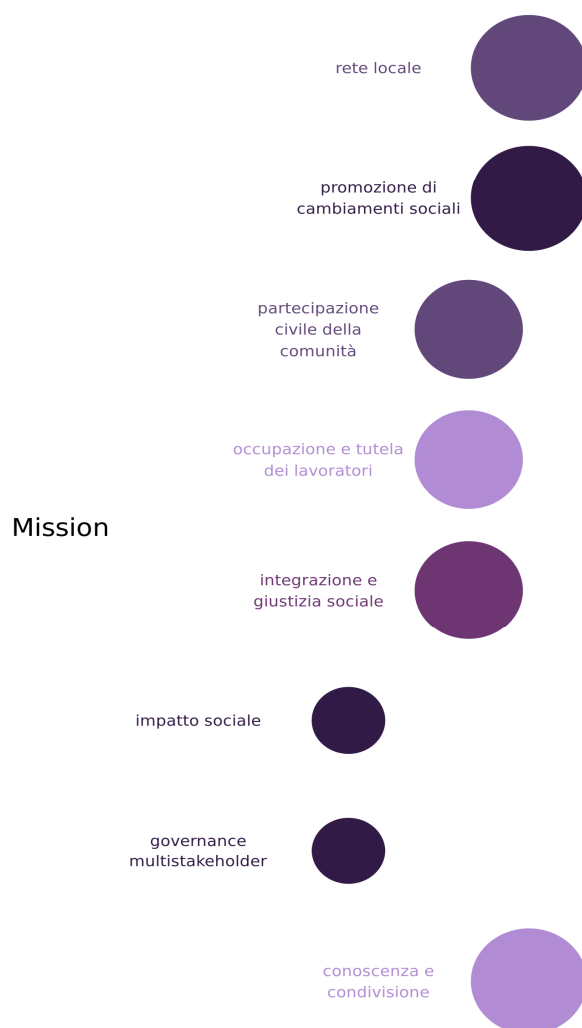 rete locale
promozione di
cambiamenti sociali
partecipazione
civile della
comunità
occupazione e tutela
dei lavoratori
Mission
integrazione e
giustizia sociale
impatto sociale
governance
multistakeholder
conoscenza e
condivisione